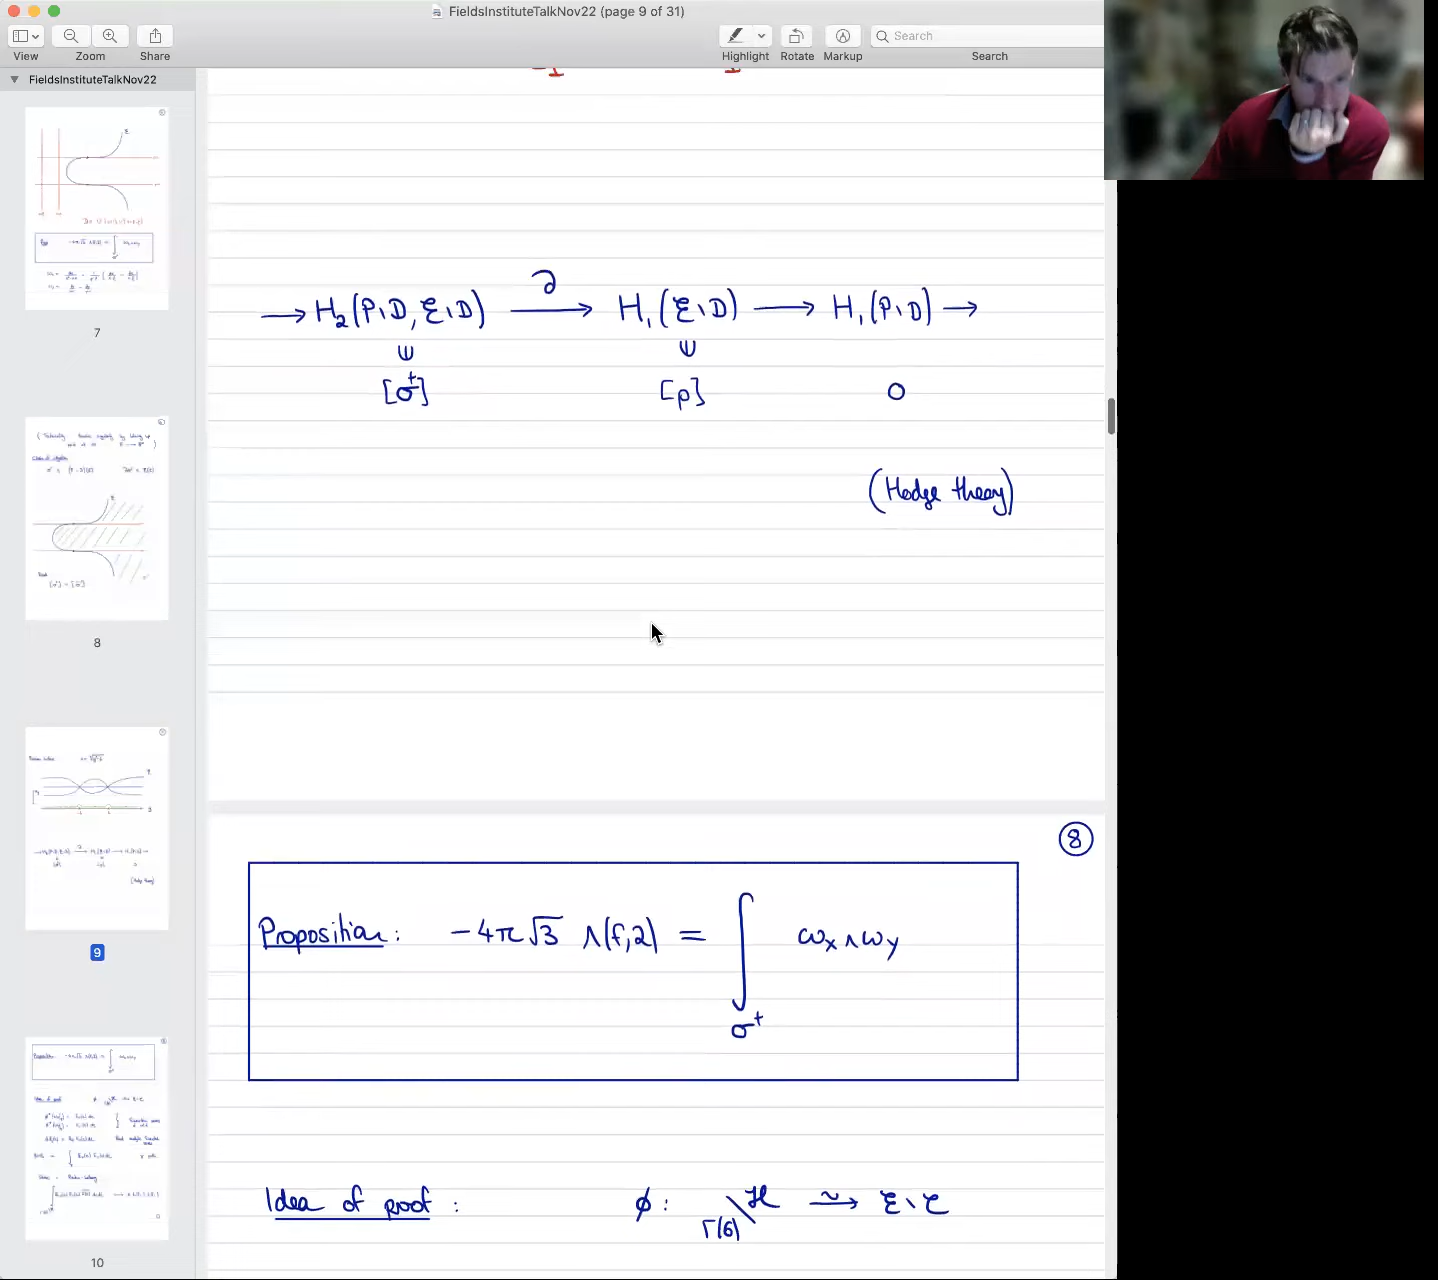 FieldsInstituteTalkNov22 (page 9 of 31)
View
Zoom
Share
Highlight
Rotate
Markup
Search
Search
FieldsInstituteTalkNov22
7
8
9
10
→ H₂(P\D, ℰ\D) —∂→ H₁(ℰ\D) → H₁(P\D) →
[σ⁺] [p] 0
(Hodge theory)
8
Proposition: -4π√3 Λ(f,2) = ∫ ωx ∧ ωy
σ⁺
Idea of proof : φ: Γ(6)\ℋ ⥲ ℰ\C